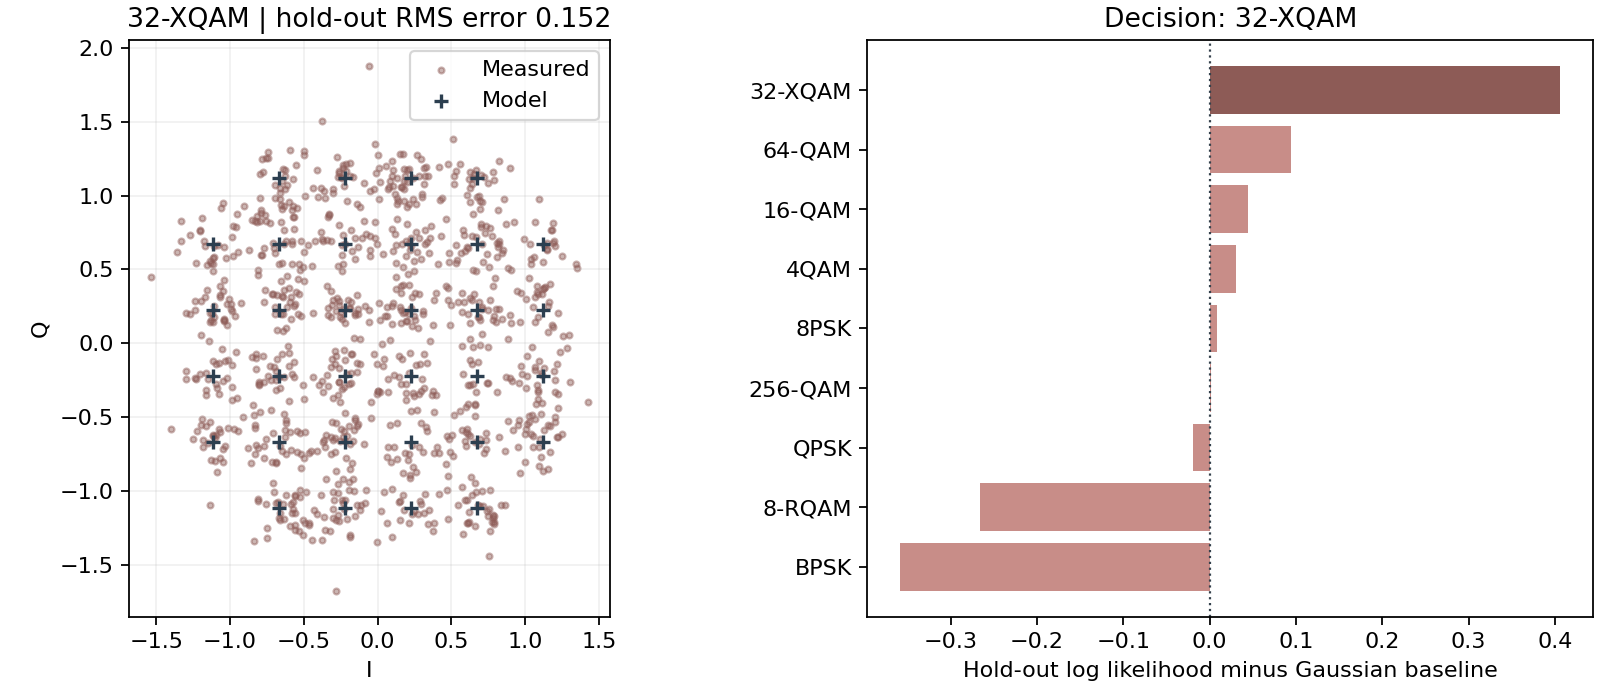 32-XQAM | hold-out RMS error 0.152
Measured
Model
2.0
1.5
1.0
0.5
0.0
−0.5
−1.0
−1.5
Q
−1.5 −1.0 −0.5 0.0 0.5 1.0 1.5
I
Decision: 32-XQAM
32-XQAM
64-QAM
16-QAM
4QAM
8PSK
256-QAM
QPSK
8-RQAM
BPSK
−0.3 −0.2 −0.1 0.0 0.1 0.2 0.3 0.4
Hold-out log likelihood minus Gaussian baseline